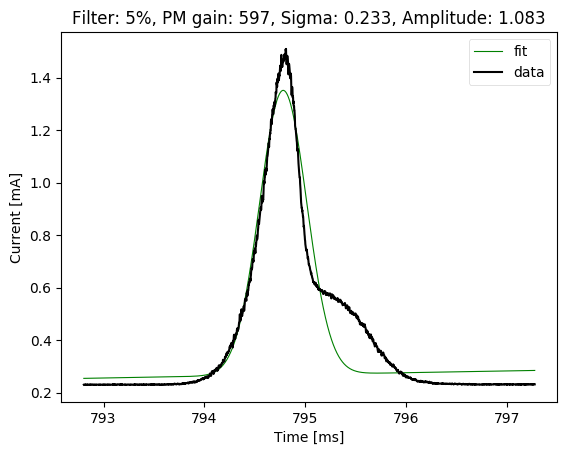 Filter: 5%, PM gain: 597, Sigma: 0.233, Amplitude: 1.083
fit
data
1.4
1.2
1.0
0.8
0.6
0.4
0.2
Current [mA]
793
794
795
796
797
Time [ms]